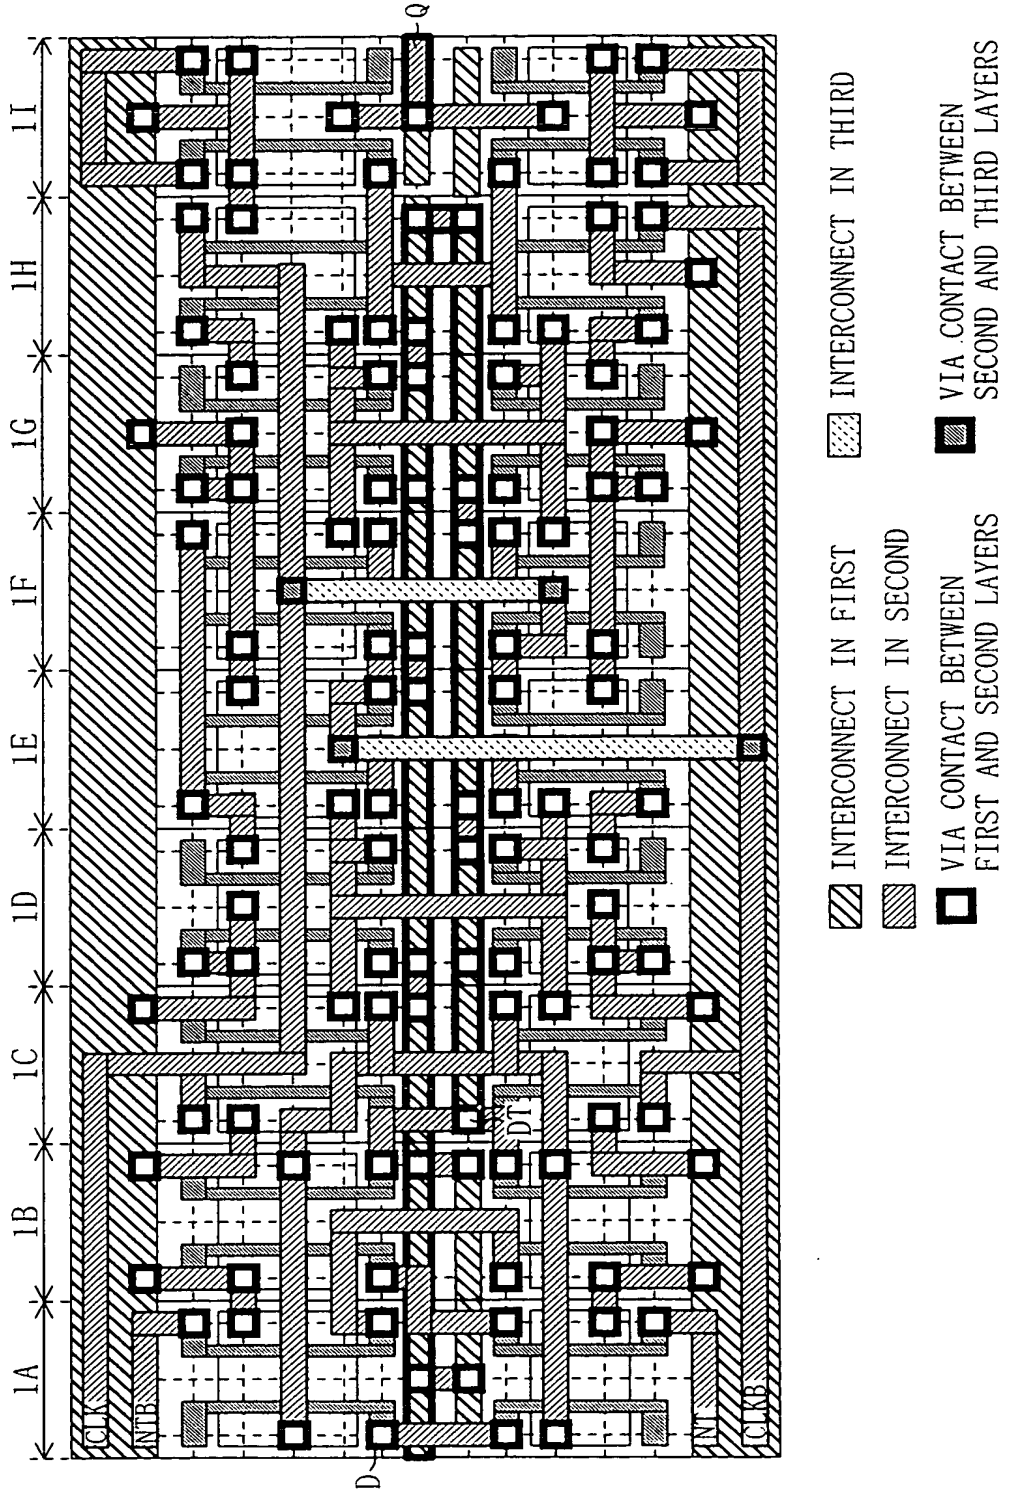 1A 1B 1C 1D 1E 1F 1G 1H 1I
CLK
NTB
D
Q
DT
NT
CLKB
INTERCONNECT IN FIRST
INTERCONNECT IN SECOND
VIA CONTACT BETWEEN
FIRST AND SECOND LAYERS
INTERCONNECT IN THIRD
VIA CONTACT BETWEEN
SECOND AND THIRD LAYERS